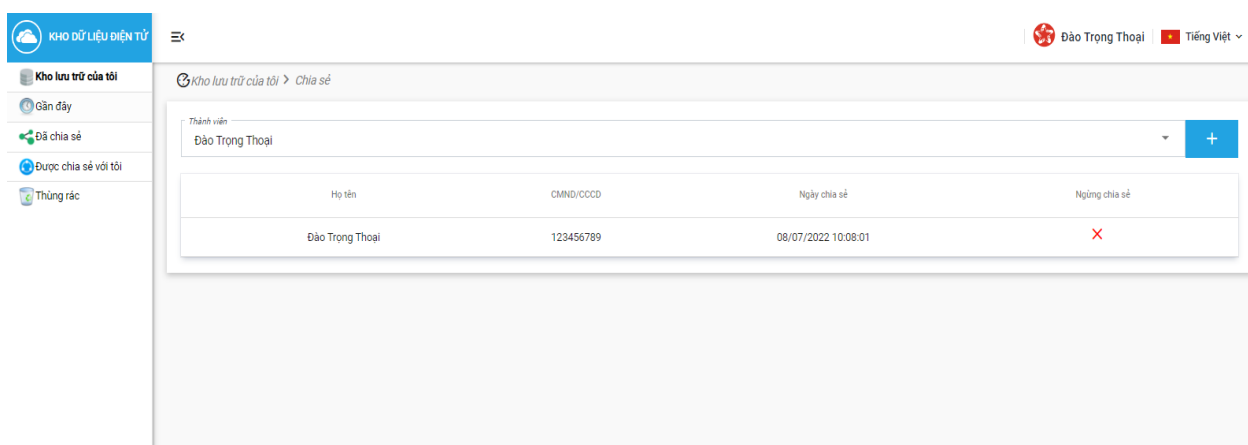 KHO DỮ LIỆU ĐIỆN TỬ
Đào Trọng Thoại
Tiếng Việt
Kho lưu trữ của tôi
Gần đây
Đã chia sẻ
Được chia sẻ với tôi
Thùng rác
Kho lưu trữ của tôi > Chia sẻ
Thành viên
Đào Trọng Thoại
+
Họ tên CMND/CCCD Ngày chia sẻ Ngừng chia sẻ
Đào Trọng Thoại 123456789 08/07/2022 10:08:01